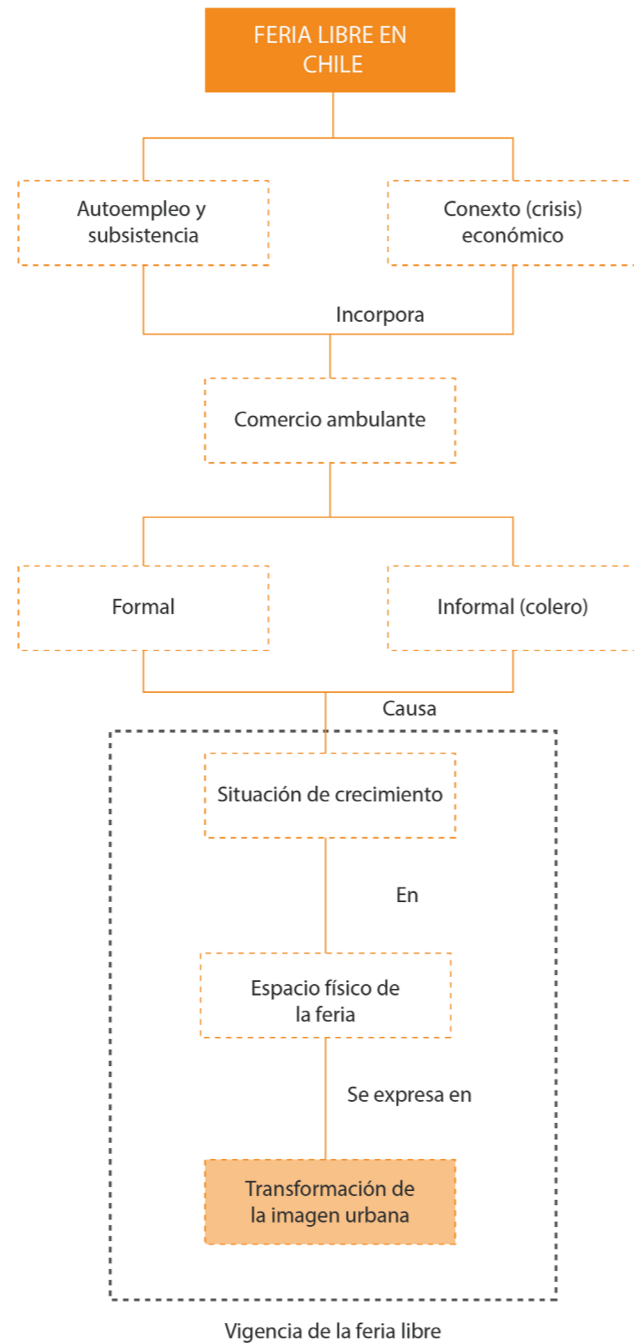 FERIA LIBRE EN
CHILE
Autoempleo y
subsistencia
Conexto (crisis)
económico
Incorpora
Comercio ambulante
Formal
Informal (colero)
Causa
Situación de crecimiento
En
Espacio físico de
la feria
Se expresa en
Transformación de
la imagen urbana
Vigencia de la feria libre